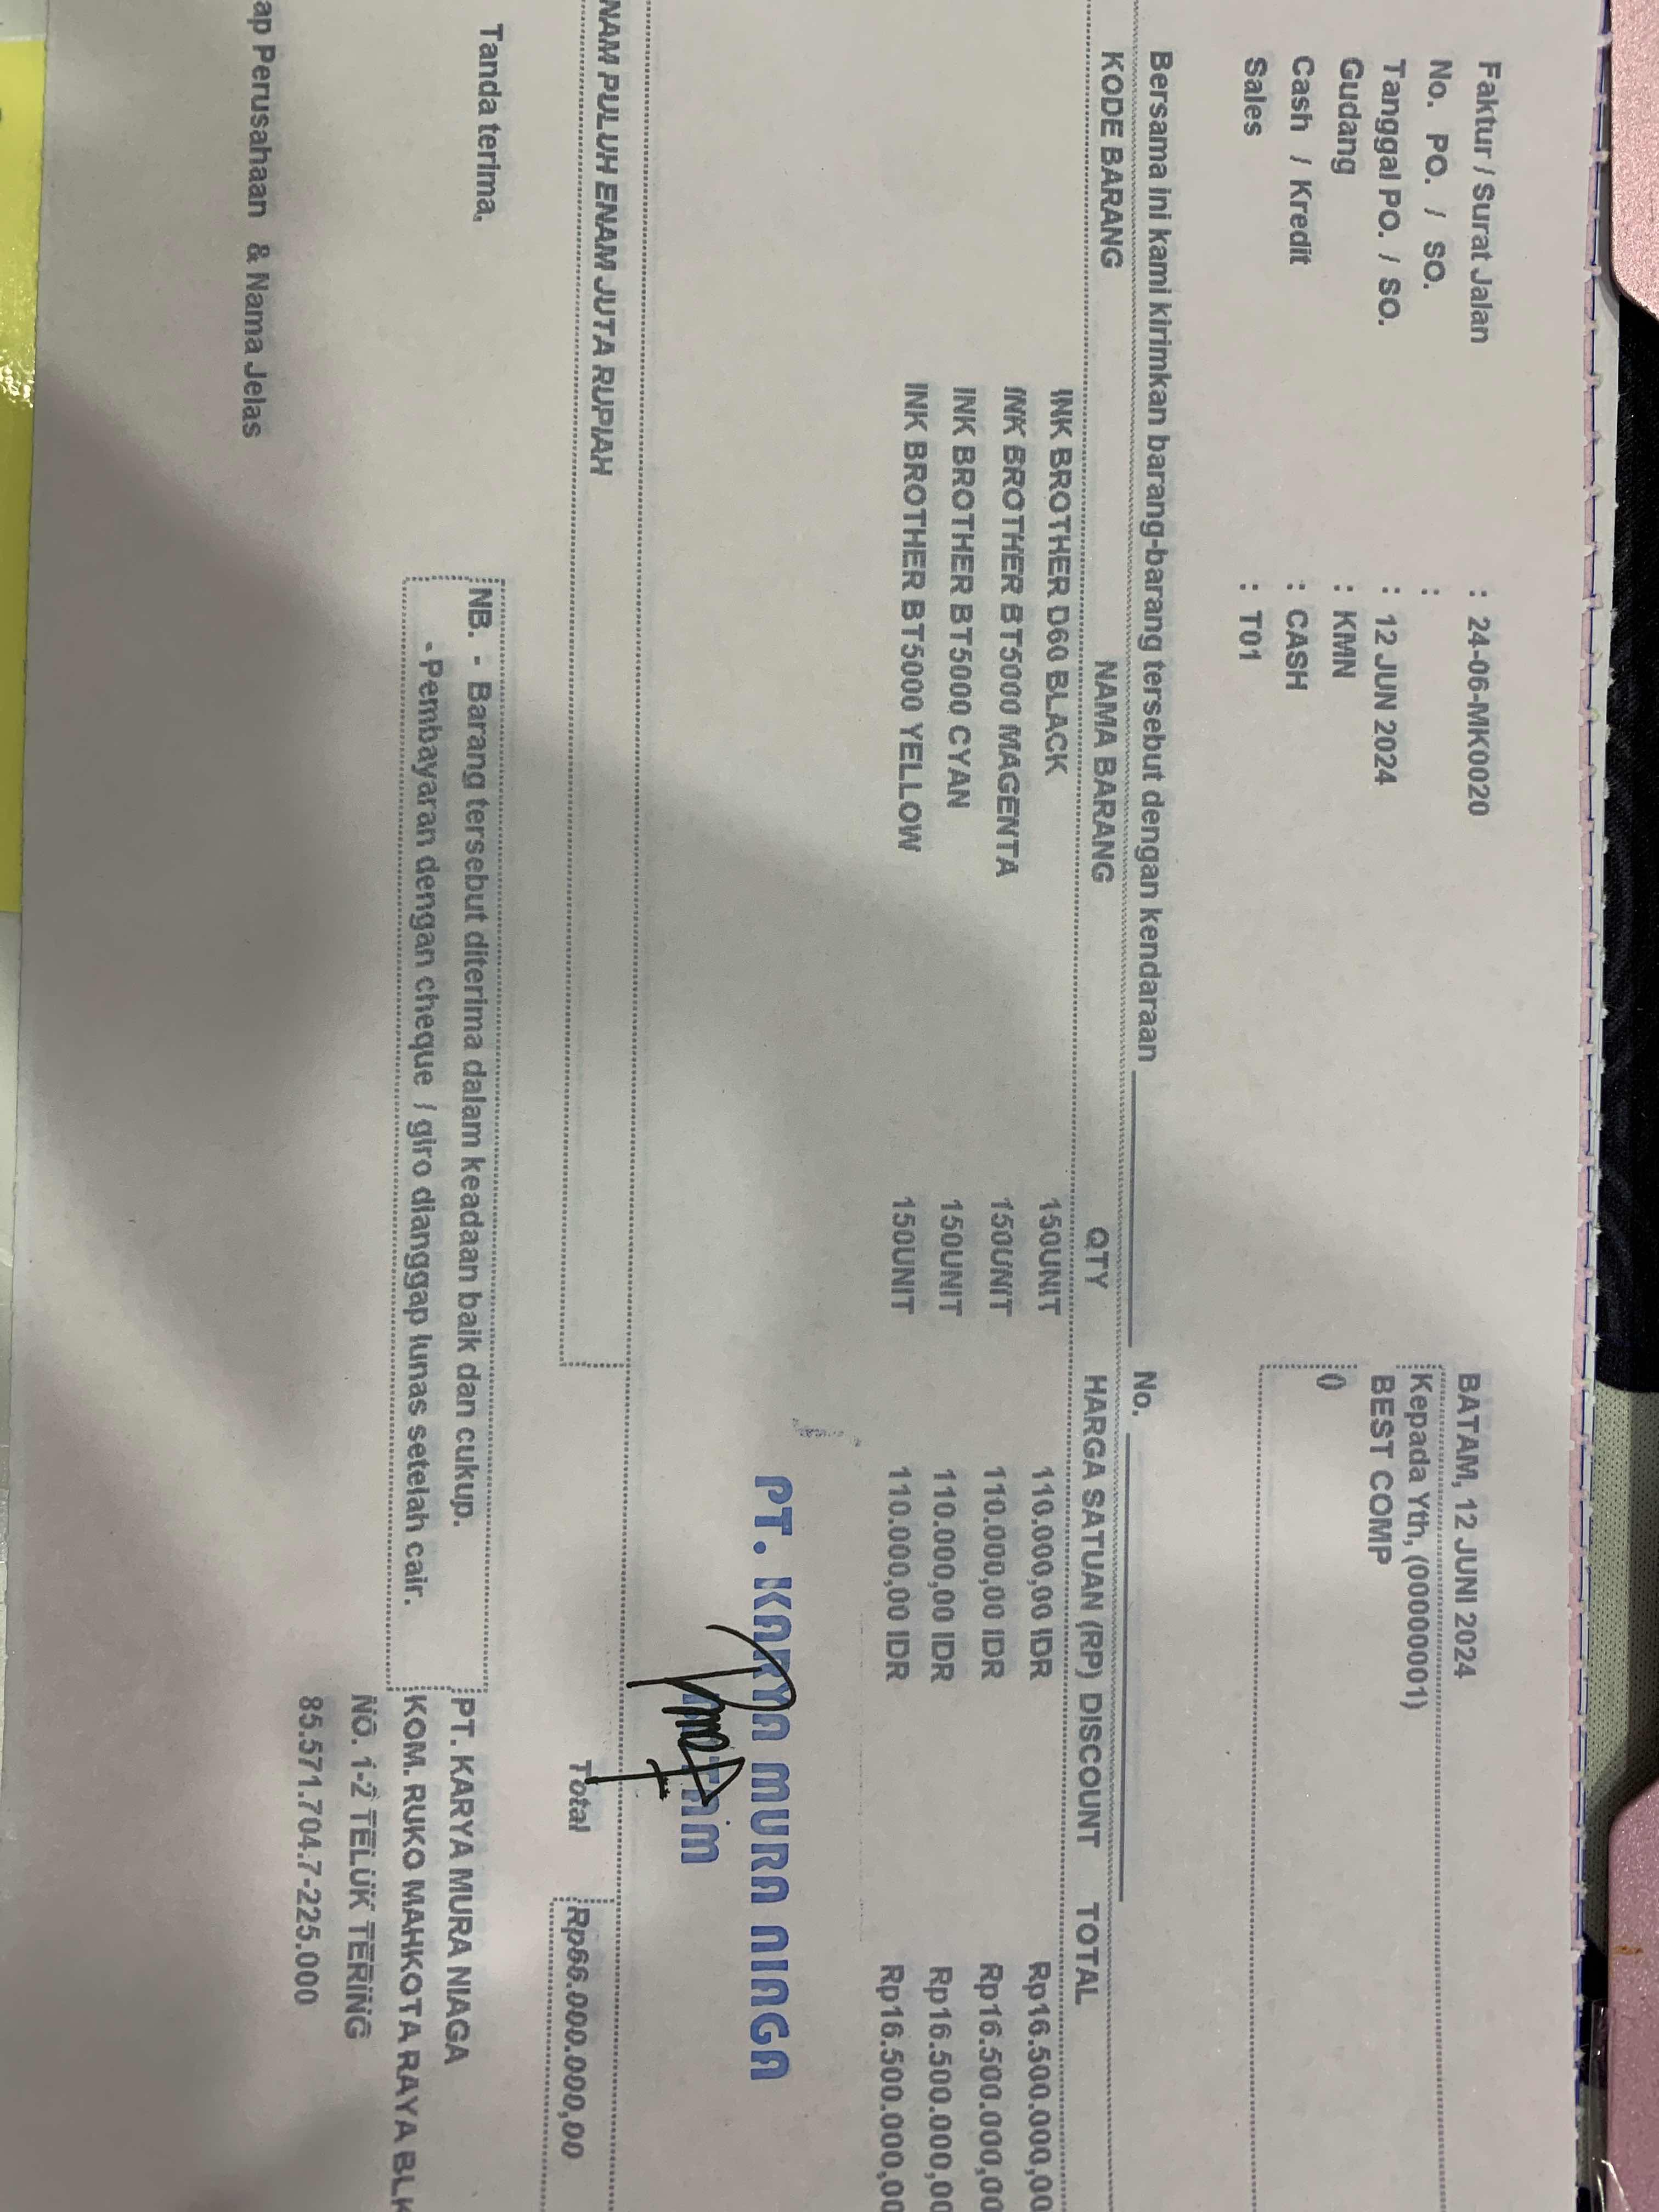 Faktur / Surat Jalan : 24-06-MK0020
No. PO. / SO. :
Tanggal PO. / SO. : 12 JUN 2024
Gudang : KMN
Cash / Kredit : CASH
Sales : T01
BATAM, 12 JUNI 2024
Kepada Yth, (00000001)
BEST COMP
0
Bersama ini kami kirimkan barang-barang tersebut dengan kendaraan No.
KODE BARANG NAMA BARANG QTY HARGA SATUAN (RP) DISCOUNT TOTAL
INK BROTHER D60 BLACK 150UNIT 110.000,00 IDR Rp16.500.000,00
INK BROTHER BT5000 MAGENTA 150UNIT 110.000,00 IDR Rp16.500.000,00
INK BROTHER BT5000 CYAN 150UNIT 110.000,00 IDR Rp16.500.000,00
INK BROTHER BT5000 YELLOW 150UNIT 110.000,00 IDR Rp16.500.000,00
PT. KARYA MURA NIAGA
NAM PULUH ENAM JUTA RUPIAH
Total Rp66.000.000,00
Tanda terima,
NB. - Barang tersebut diterima dalam keadaan baik dan cukup.
- Pembayaran dengan cheque / giro dianggap lunas setelah cair.
PT. KARYA MURA NIAGA
KOM. RUKO MAHKOTA RAYA BLK
NO. 1-2 TELUK TERING
85.571.704.7-225.000
ap Perusahaan & Nama Jelas